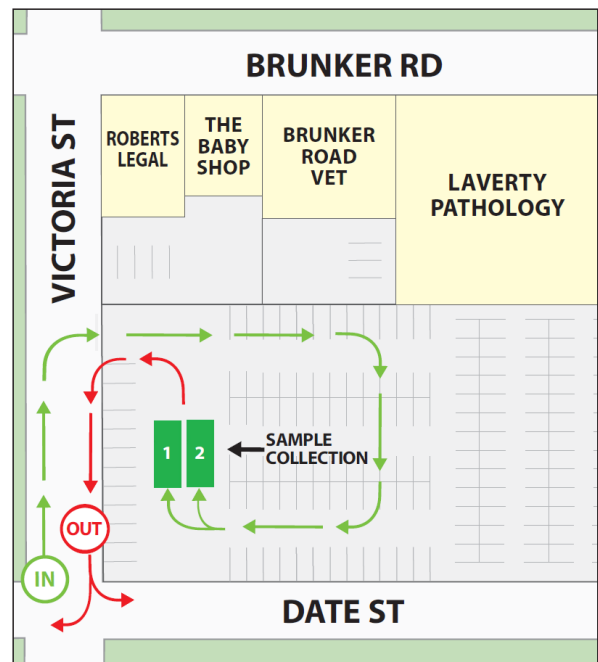 BRUNKER RD
VICTORIA ST
ROBERTS
LEGAL
THE
BABY
SHOP
BRUNKER
ROAD
VET
LAVERTY
PATHOLOGY
1
2
SAMPLE
COLLECTION
OUT
IN
DATE ST